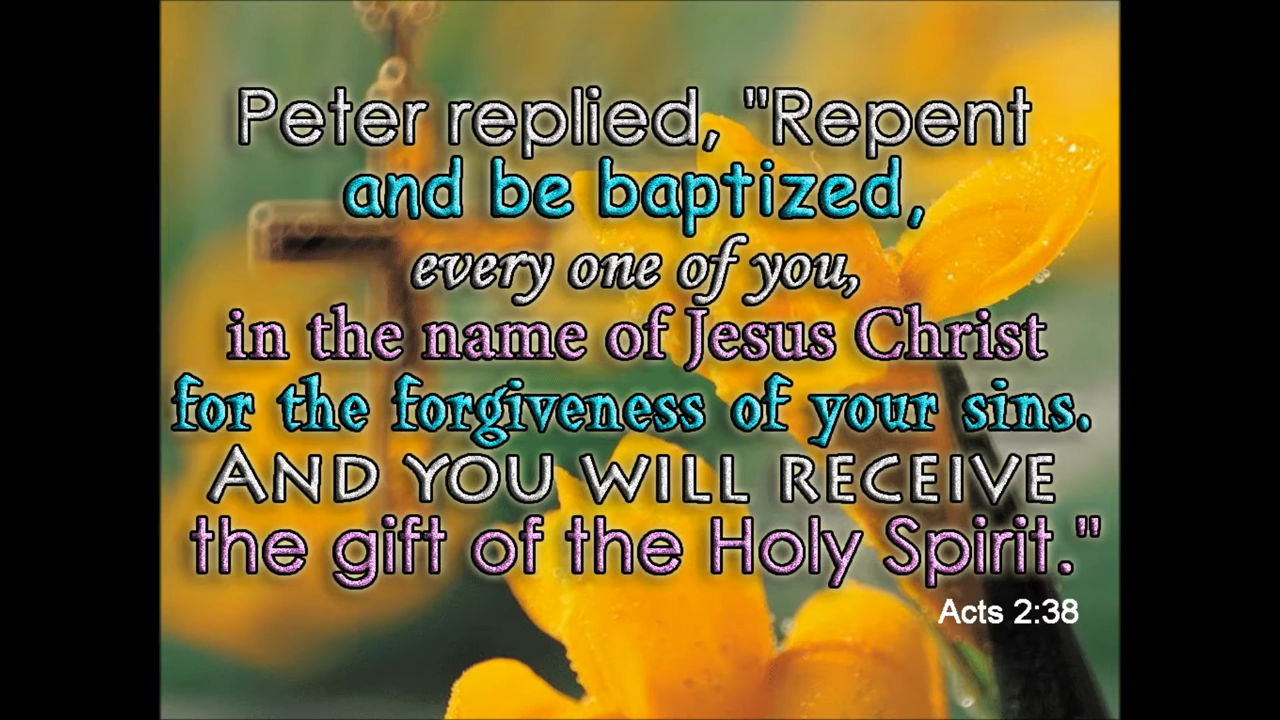 Peter replied, "Repent
and be baptized,
every one of you,
in the name of Jesus Christ
for the forgiveness of your sins.
AND YOU WILL RECEIVE
the gift of the Holy Spirit."
Acts 2:38